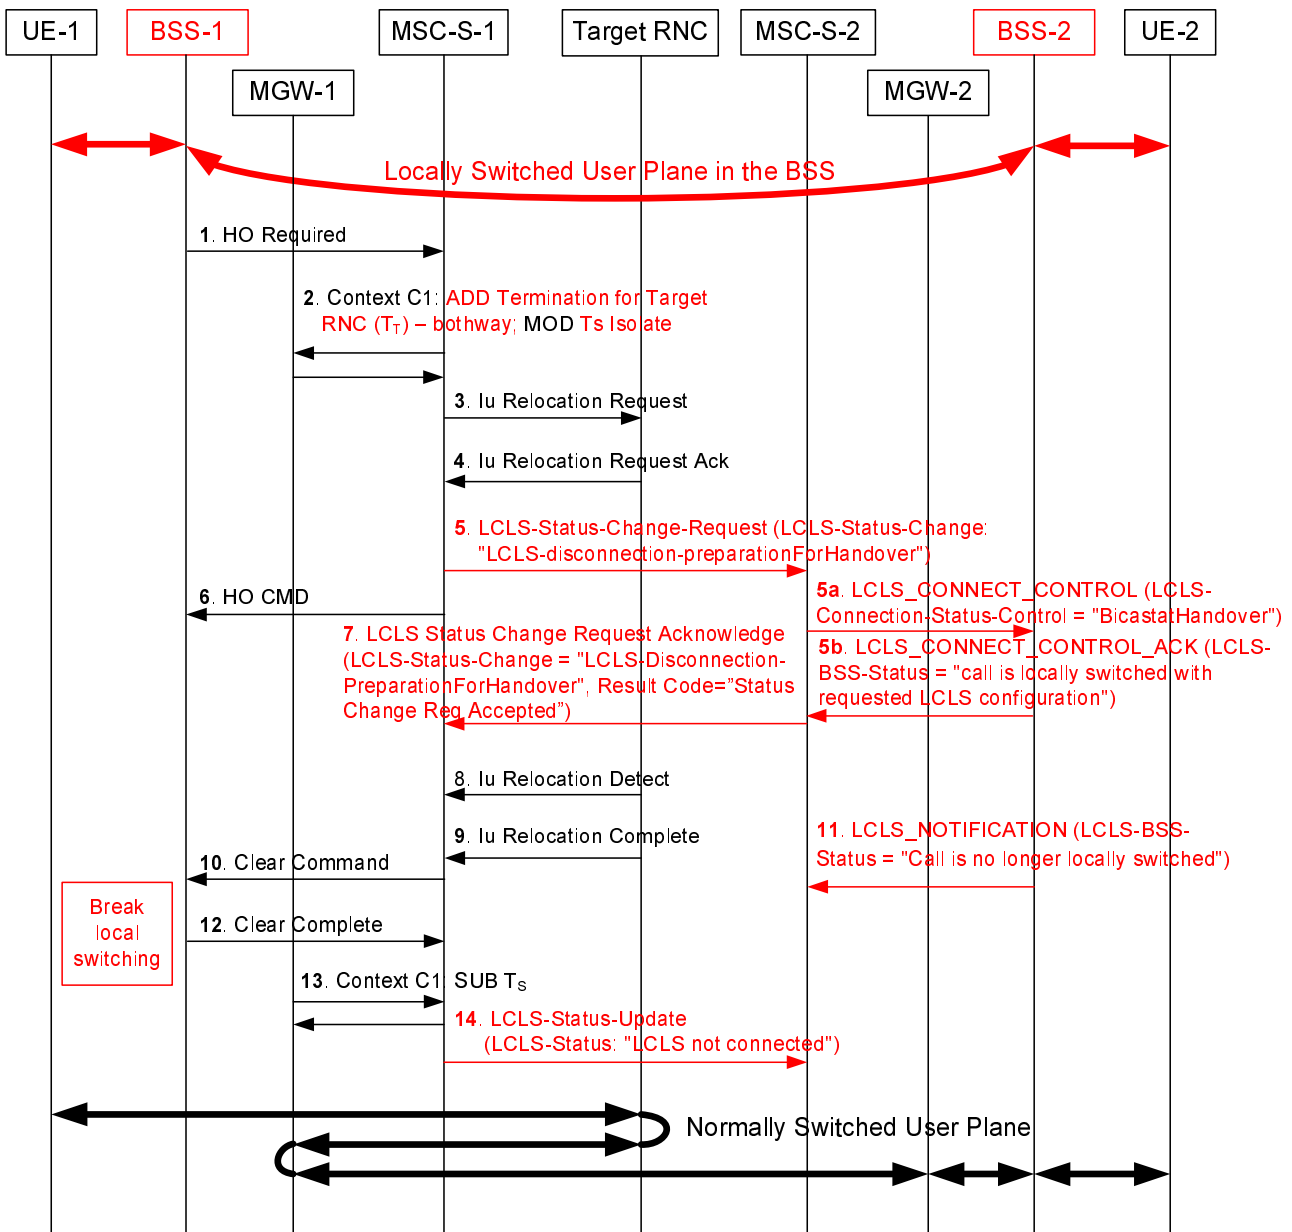 UE-1
BSS-1
MSC-S-1
Target RNC
MSC-S-2
BSS-2
UE-2
MGW-1
MGW-2
Locally Switched User Plane in the BSS
1. HO Required
2. Context C1: ADD Termination for Target
RNC (TT) – bothway; MOD Ts Isolate
3. Iu Relocation Request
4. Iu Relocation Request Ack
5. LCLS-Status-Change-Request (LCLS-Status-Change:
"LCLS-disconnection-preparationForHandover")
5a. LCLS_CONNECT_CONTROL (LCLS-
Connection-Status-Control = "BicastatHandover")
6. HO CMD
7. LCLS Status Change Request Acknowledge
(LCLS-Status-Change = "LCLS-Disconnection-
PreparationForHandover", Result Code=”Status
Change Req Accepted”)
5b. LCLS_CONNECT_CONTROL_ACK (LCLS-
BSS-Status = "call is locally switched with
requested LCLS configuration")
8. Iu Relocation Detect
9. Iu Relocation Complete
11. LCLS_NOTIFICATION (LCLS-BSS-
Status = "Call is no longer locally switched")
10. Clear Command
Break
local
switching
12. Clear Complete
13. Context C1: SUB TS
14. LCLS-Status-Update
(LCLS-Status: "LCLS not connected")
Normally Switched User Plane